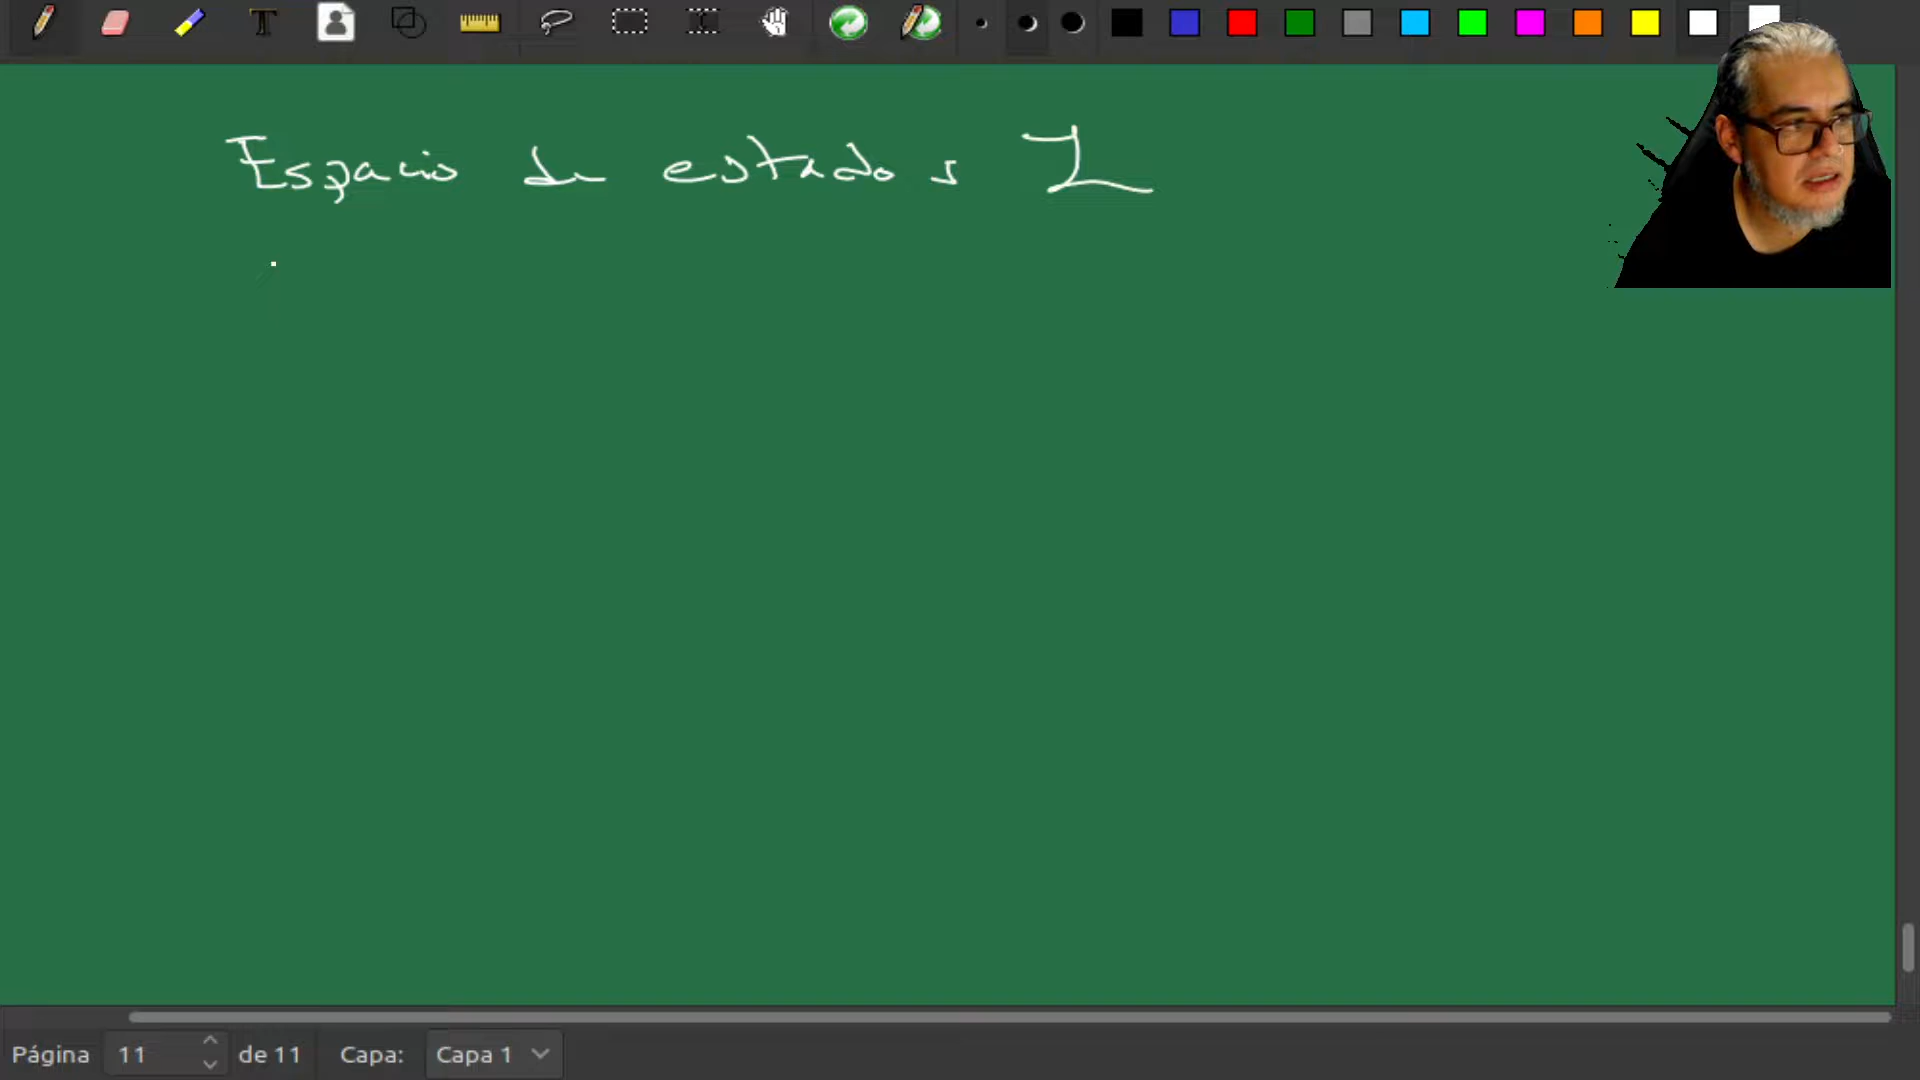 Espacio de estados I
Página 11 de 11 Capa: Capa 1